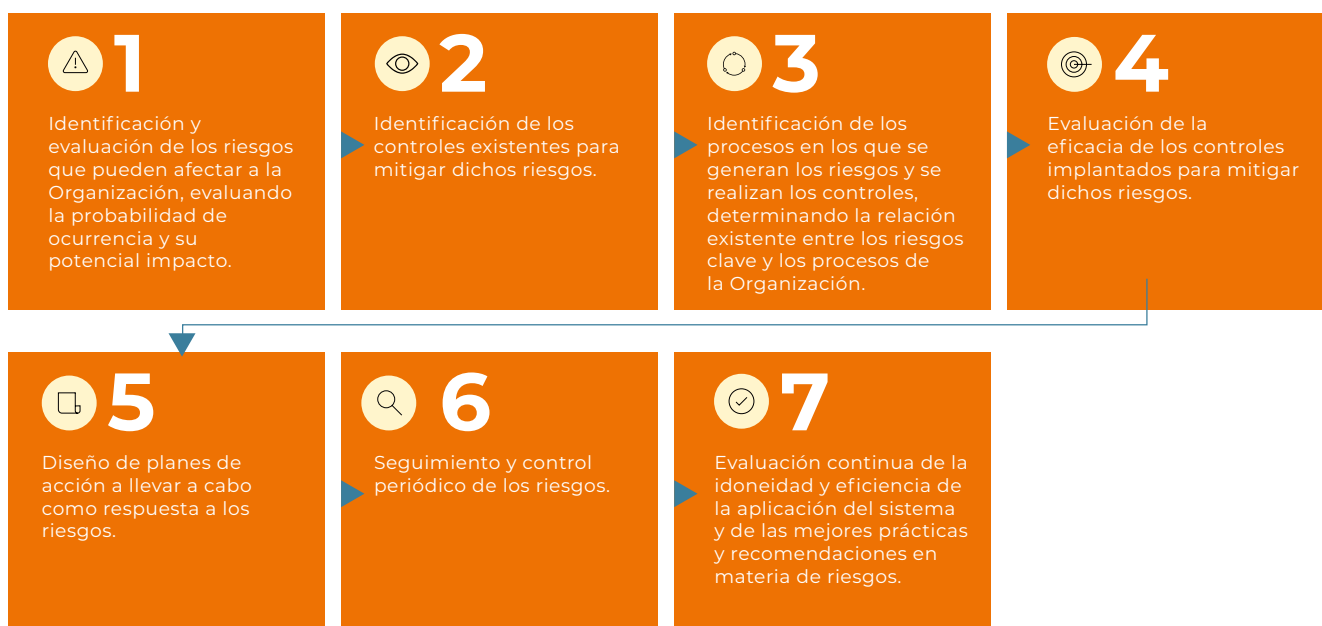 1
Identificación y
evaluación de los riesgos
que pueden afectar a la
Organización, evaluando
la probabilidad de
ocurrencia y su
potencial impacto.
2
Identificación de los
controles existentes para
mitigar dichos riesgos.
3
Identificación de los
procesos en los que se
generan los riesgos y se
realizan los controles,
determinando la relación
existente entre los riesgos
clave y los procesos de
la Organización.
4
Evaluación de la
eficacia de los controles
implantados para mitigar
dichos riesgos.
5
Diseño de planes de
acción a llevar a cabo
como respuesta a los
riesgos.
6
Seguimiento y control
periódico de los riesgos.
7
Evaluación continua de la
idoneidad y eficiencia de
la aplicación del sistema
y de las mejores prácticas
y recomendaciones en
materia de riesgos.